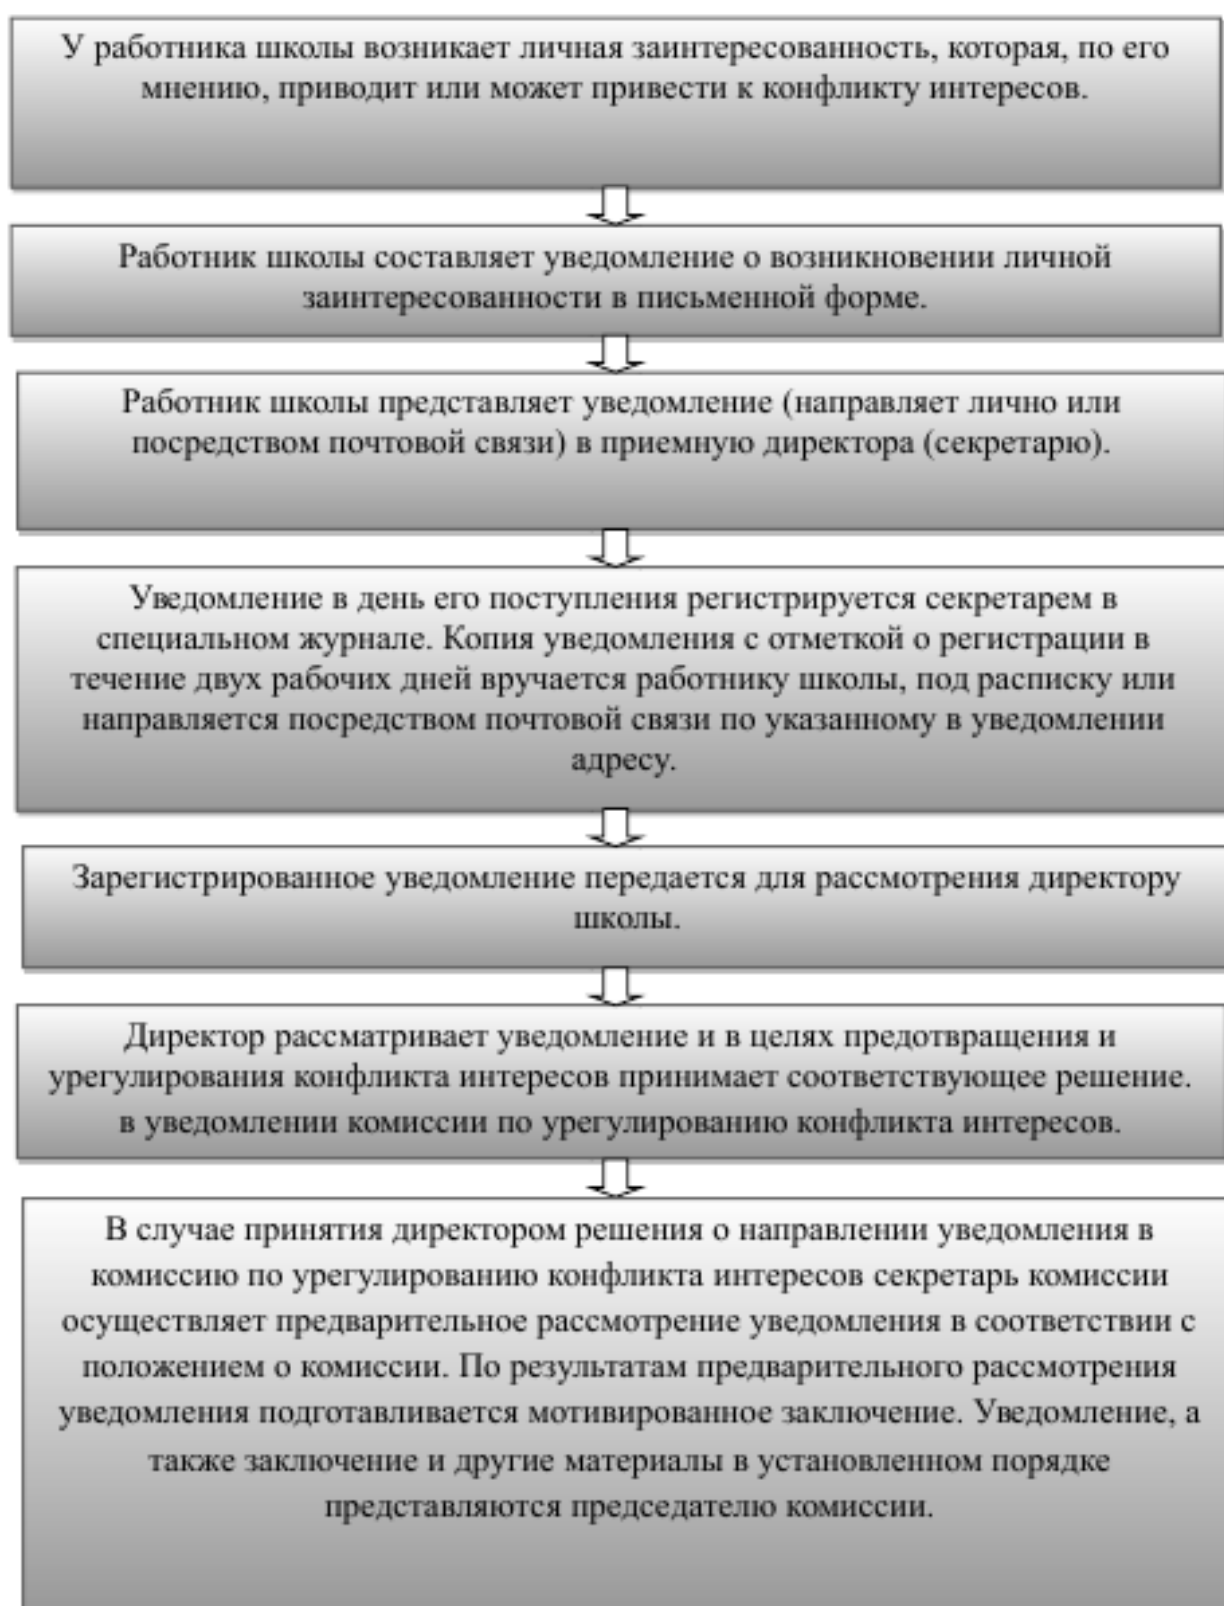 У работника школы возникает личная заинтересованность, которая, по его
мнению, приводит или может привести к конфликту интересов.
Работник школы составляет уведомление о возникновении личной
заинтересованности в письменной форме.
Работник школы представляет уведомление (направляет лично или
посредством почтовой связи) в приемную директора (секретарю).
Уведомление в день его поступления регистрируется секретарем в
специальном журнале. Копия уведомления с отметкой о регистрации в
течение двух рабочих дней вручается работнику школы, под расписку или
направляется посредством почтовой связи по указанному в уведомлении
адресу.
Зарегистрированное уведомление передается для рассмотрения директору
школы.
Директор рассматривает уведомление и в целях предотвращения и
урегулирования конфликта интересов принимает соответствующее решение.
в уведомлении комиссии по урегулированию конфликта интересов.
В случае принятия директором решения о направлении уведомления в
комиссию по урегулированию конфликта интересов секретарь комиссии
осуществляет предварительное рассмотрение уведомления в соответствии с
положением о комиссии. По результатам предварительного рассмотрения
уведомления подготавливается мотивированное заключение. Уведомление, а
также заключение и другие материалы в установленном порядке
представляются председателю комиссии.